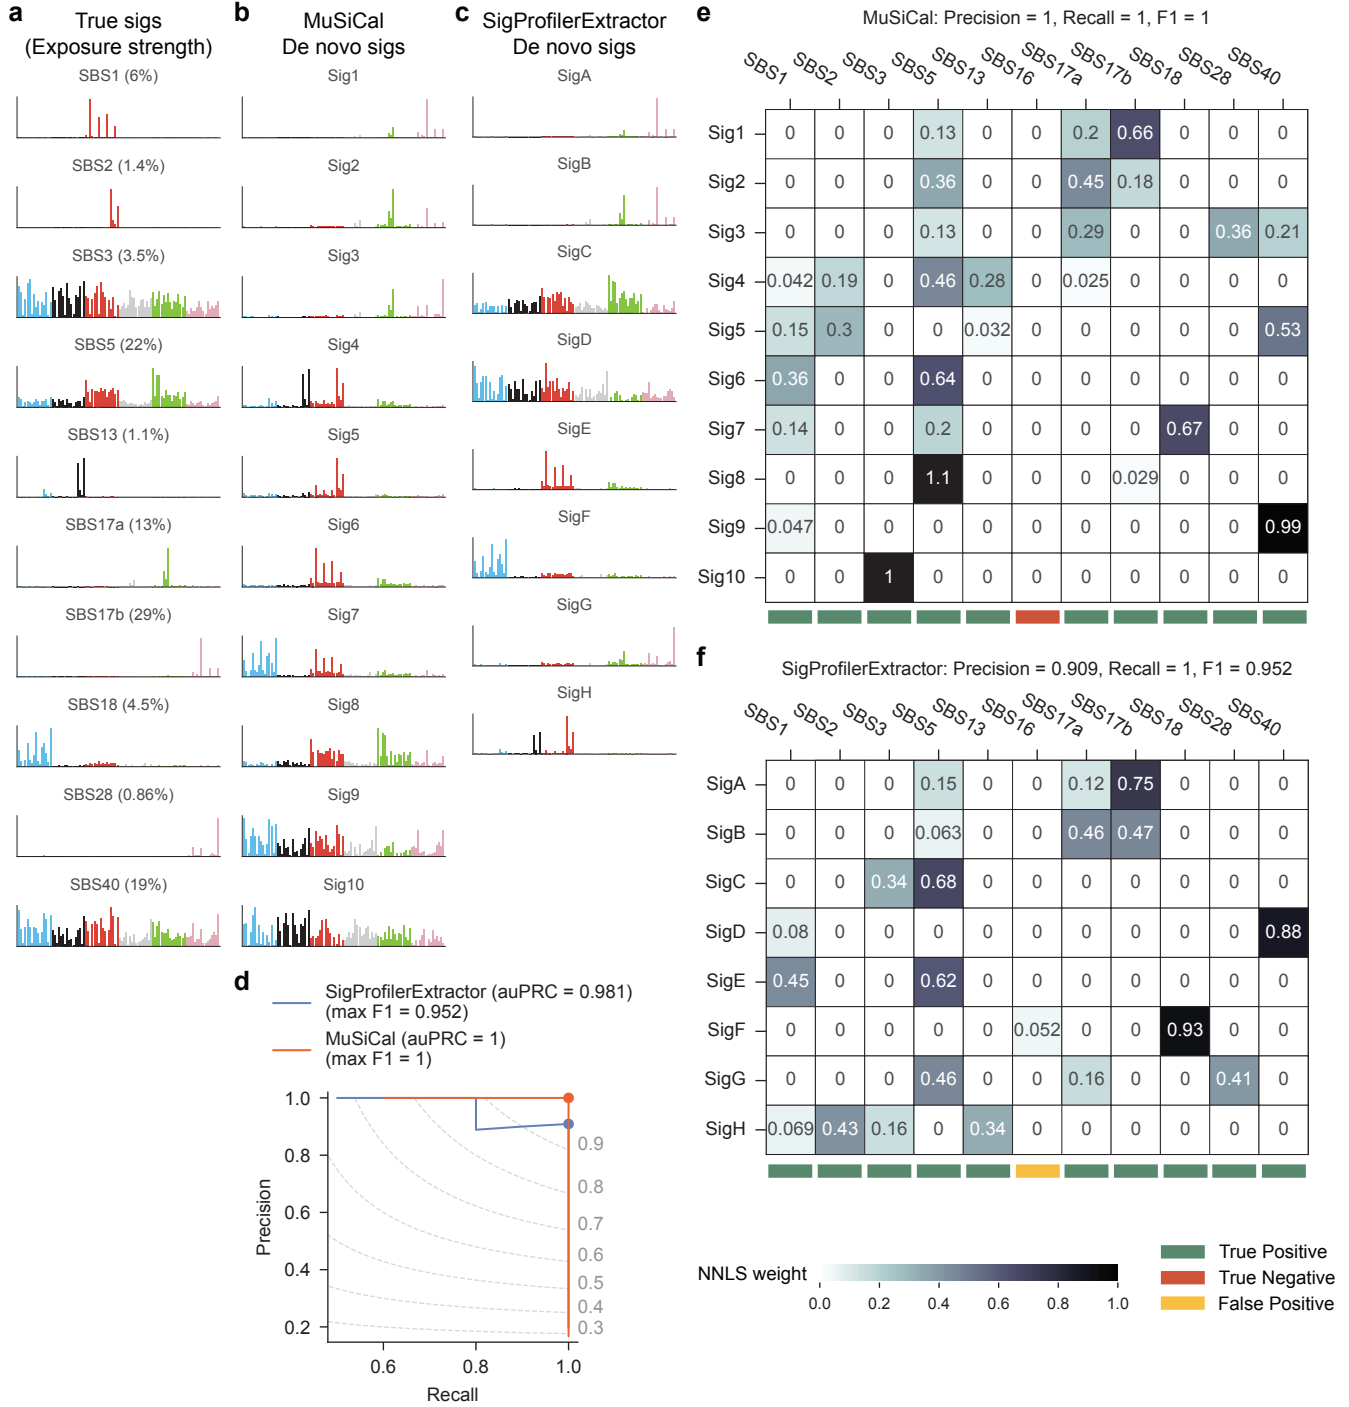 a
True sigs
(Exposure strength)
SBS1 (6%)
SBS2 (1.4%)
SBS3 (3.5%)
SBS5 (22%)
SBS13 (1.1%)
SBS17a (13%)
SBS17b (29%)
SBS18 (4.5%)
SBS28 (0.86%)
SBS40 (19%)
b
MuSiCal
De novo sigs
Sig1
Sig2
Sig3
Sig4
Sig5
Sig6
Sig7
Sig8
Sig9
Sig10
c
SigProfilerExtractor
De novo sigs
SigA
SigB
SigC
SigD
SigE
SigF
SigG
SigH
d
SigProfilerExtractor (auPRC = 0.981)
(max F1 = 0.952)
MuSiCal (auPRC = 1)
(max F1 = 1)
Precision
1.0
0.8
0.6
0.4
0.2
0.9
0.8
0.7
0.6
0.5
0.4
0.3
0.6 0.8 1.0
Recall
e
MuSiCal: Precision = 1, Recall = 1, F1 = 1
SBS1 SBS2 SBS3 SBS5 SBS13 SBS16 SBS17a SBS17b SBS18 SBS28 SBS40
Sig1 0 0 0 0.13 0 0 0.2 0.66 0 0 0
Sig2 0 0 0 0.36 0 0 0.45 0.18 0 0 0
Sig3 0 0 0 0.13 0 0 0.29 0 0 0.36 0.21
Sig4 0.042 0.19 0 0.46 0.28 0 0.025 0 0 0 0
Sig5 0.15 0.3 0 0 0.032 0 0 0 0 0 0.53
Sig6 0.36 0 0 0.64 0 0 0 0 0 0 0
Sig7 0.14 0 0 0.2 0 0 0 0 0.67 0 0
Sig8 0 0 0 1.1 0 0 0 0.029 0 0 0
Sig9 0.047 0 0 0 0 0 0 0 0 0 0.99
Sig10 0 0 1 0 0 0 0 0 0 0 0
f
SigProfilerExtractor: Precision = 0.909, Recall = 1, F1 = 0.952
SBS1 SBS2 SBS3 SBS5 SBS13 SBS16 SBS17a SBS17b SBS18 SBS28 SBS40
SigA 0 0 0 0.15 0 0 0.12 0.75 0 0 0
SigB 0 0 0 0.063 0 0 0.46 0.47 0 0 0
SigC 0 0 0.34 0.68 0 0 0 0 0 0 0
SigD 0.08 0 0 0 0 0 0 0 0 0 0.88
SigE 0.45 0 0 0.62 0 0 0 0 0 0 0
SigF 0 0 0 0 0 0.052 0 0 0.93 0 0
SigG 0 0 0 0.46 0 0 0.16 0 0 0.41 0
SigH 0.069 0.43 0.16 0 0.34 0 0 0 0 0 0
NNLS weight
0.0 0.2 0.4 0.6 0.8 1.0
True Positive
True Negative
False Positive